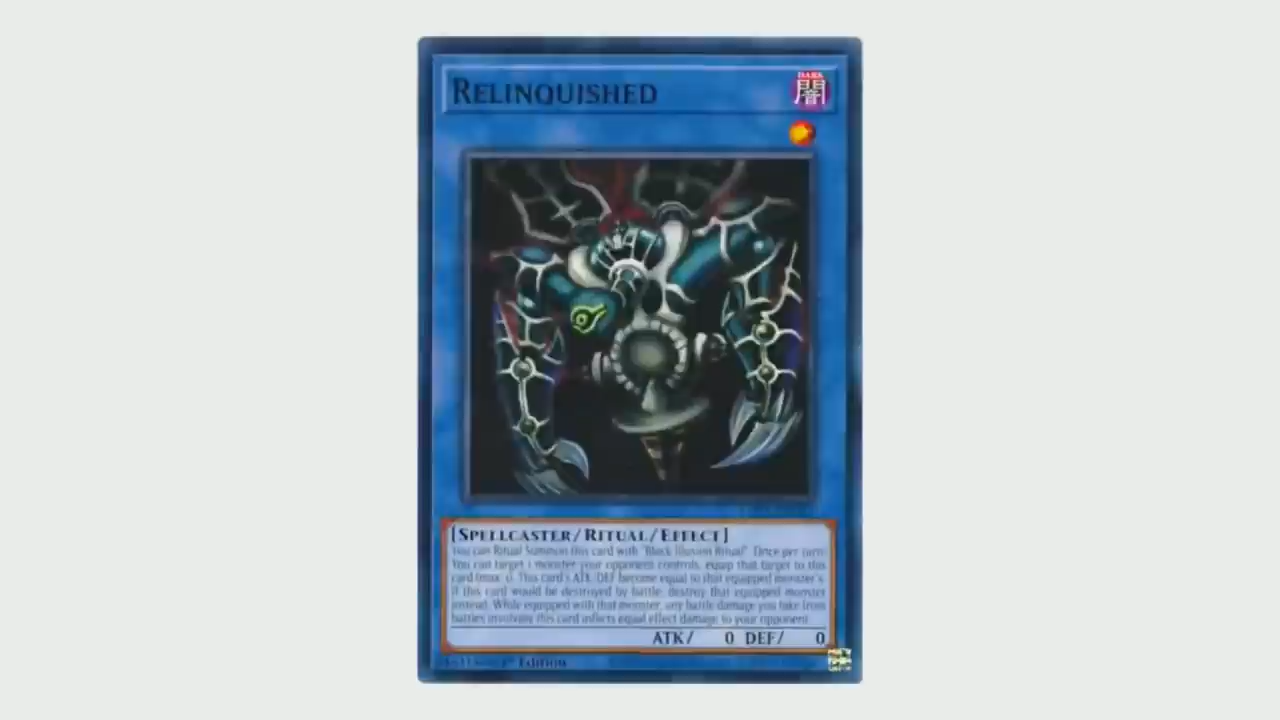 RELINQUISHED
DARK
闇
[SPELLCASTER/RITUAL/EFFECT]
You can Ritual Summon this card with "Black Illusion Ritual". Once per turn:
You can target 1 monster your opponent controls; equip that target to this
card (max. 1). This card's ATK/DEF become equal to that equipped monster's.
If this card would be destroyed by battle, destroy that equipped monster
instead. While equipped with that monster, any battle damage you take from
battles involving this card inflicts equal effect damage to your opponent.
ATK/ 0 DEF/ 0
1st Edition